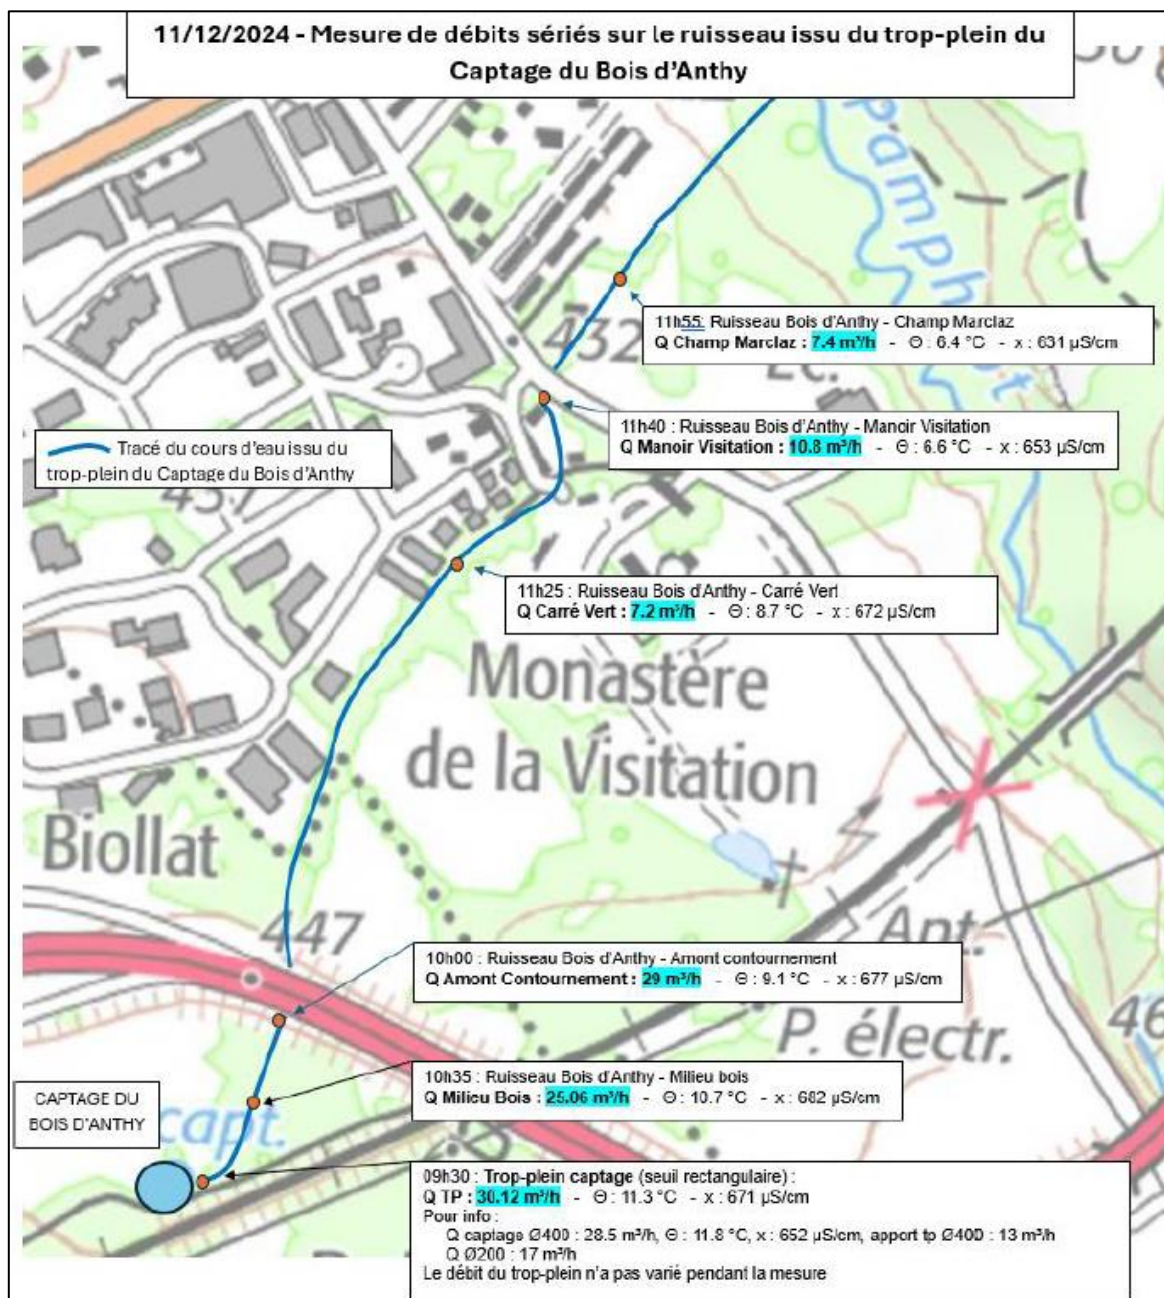 11/12/2024 - Mesure de débits sériés sur le ruisseau issu du trop-plein du
Captage du Bois d'Anthy
Pamphiot
432
11h55: Ruisseau Bois d'Anthy - Champ Marclaz
Q Champ Marclaz : 7.4 m³/h - Θ : 6.4 °C - x : 631 µS/cm
Ec.
11h40 : Ruisseau Bois d'Anthy - Manoir Visitation
Q Manoir Visitation : 10.8 m³/h - Θ : 6.6 °C - x : 653 µS/cm
Tracé du cours d'eau issu du
trop-plein du Captage du Bois d'Anthy
11h25 : Ruisseau Bois d'Anthy - Carré Vert
Q Carré Vert : 7.2 m³/h - Θ : 8.7 °C - x : 672 µS/cm
Monastère
de la Visitation
Biollat
447
Ant.
10h00 : Ruisseau Bois d'Anthy - Amont contournement
Q Amont Contournement : 29 m³/h - Θ : 9.1 °C - x : 677 µS/cm
P. électr.
46
10h35 : Ruisseau Bois d'Anthy - Milieu bois
Q Milieu Bois : 25.06 m³/h - Θ : 10.7 °C - x : 682 µS/cm
CAPTAGE DU
BOIS D'ANTHY
capt.
09h30 : Trop-plein captage (seuil rectangulaire) :
Q TP : 30.12 m³/h - Θ : 11.3 °C - x : 671 µS/cm
Pour info :
Q captage Ø400 : 28.5 m³/h, Θ : 11.8 °C, x : 652 µS/cm, apport tp Ø400 : 13 m³/h
Q Ø200 : 17 m³/h
Le débit du trop-plein n'a pas varié pendant la mesure